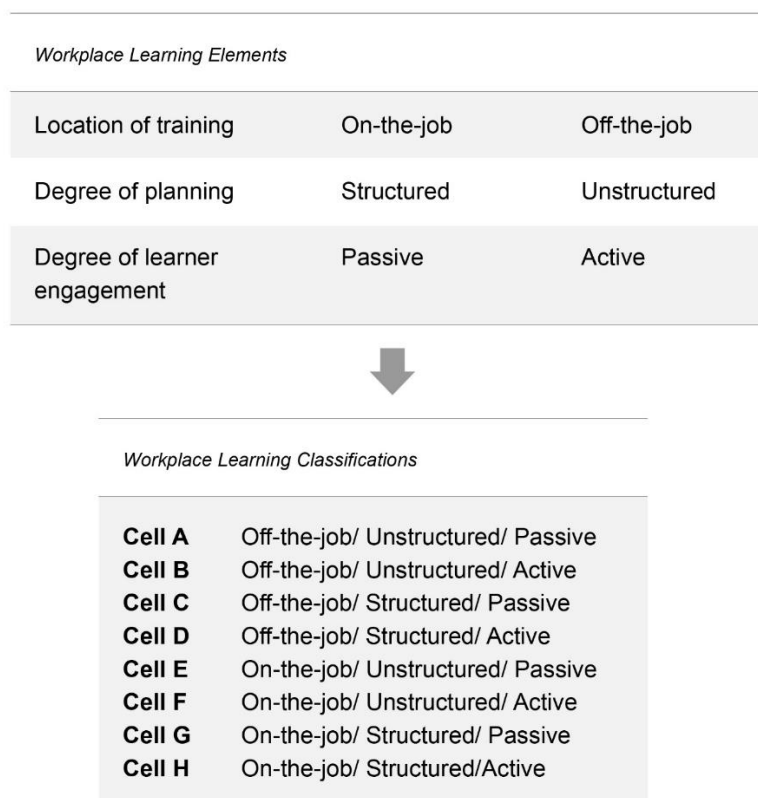 Workplace Learning Elements
Location of training On-the-job Off-the-job
Degree of planning Structured Unstructured
Degree of learner Passive Active
engagement
Workplace Learning Classifications
Cell A Off-the-job/ Unstructured/ Passive
Cell B Off-the-job/ Unstructured/ Active
Cell C Off-the-job/ Structured/ Passive
Cell D Off-the-job/ Structured/ Active
Cell E On-the-job/ Unstructured/ Passive
Cell F On-the-job/ Unstructured/ Active
Cell G On-the-job/ Structured/ Passive
Cell H On-the-job/ Structured/Active